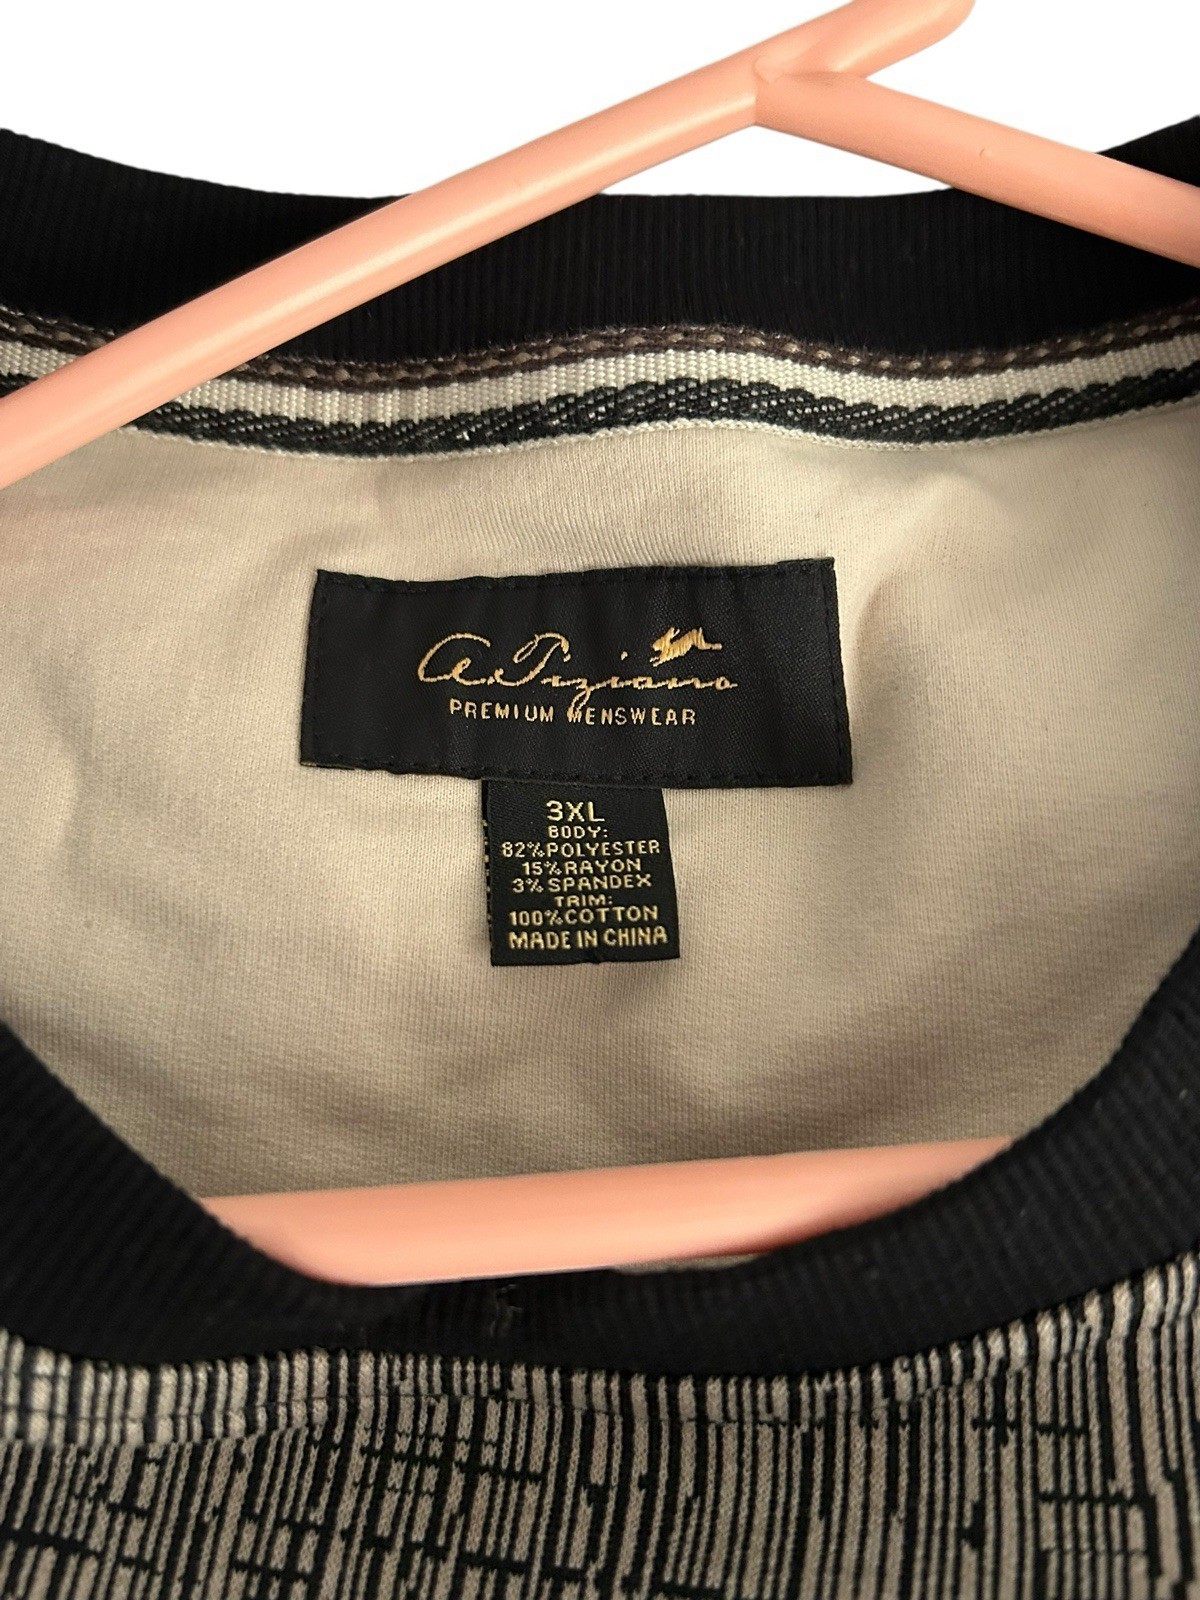 A.Tiziano
PREMIUM MENSWEAR
3XL
BODY:
82%POLYESTER
15%RAYON
3%SPANDEX
TRIM:
100%COTTON
MADE IN CHINA